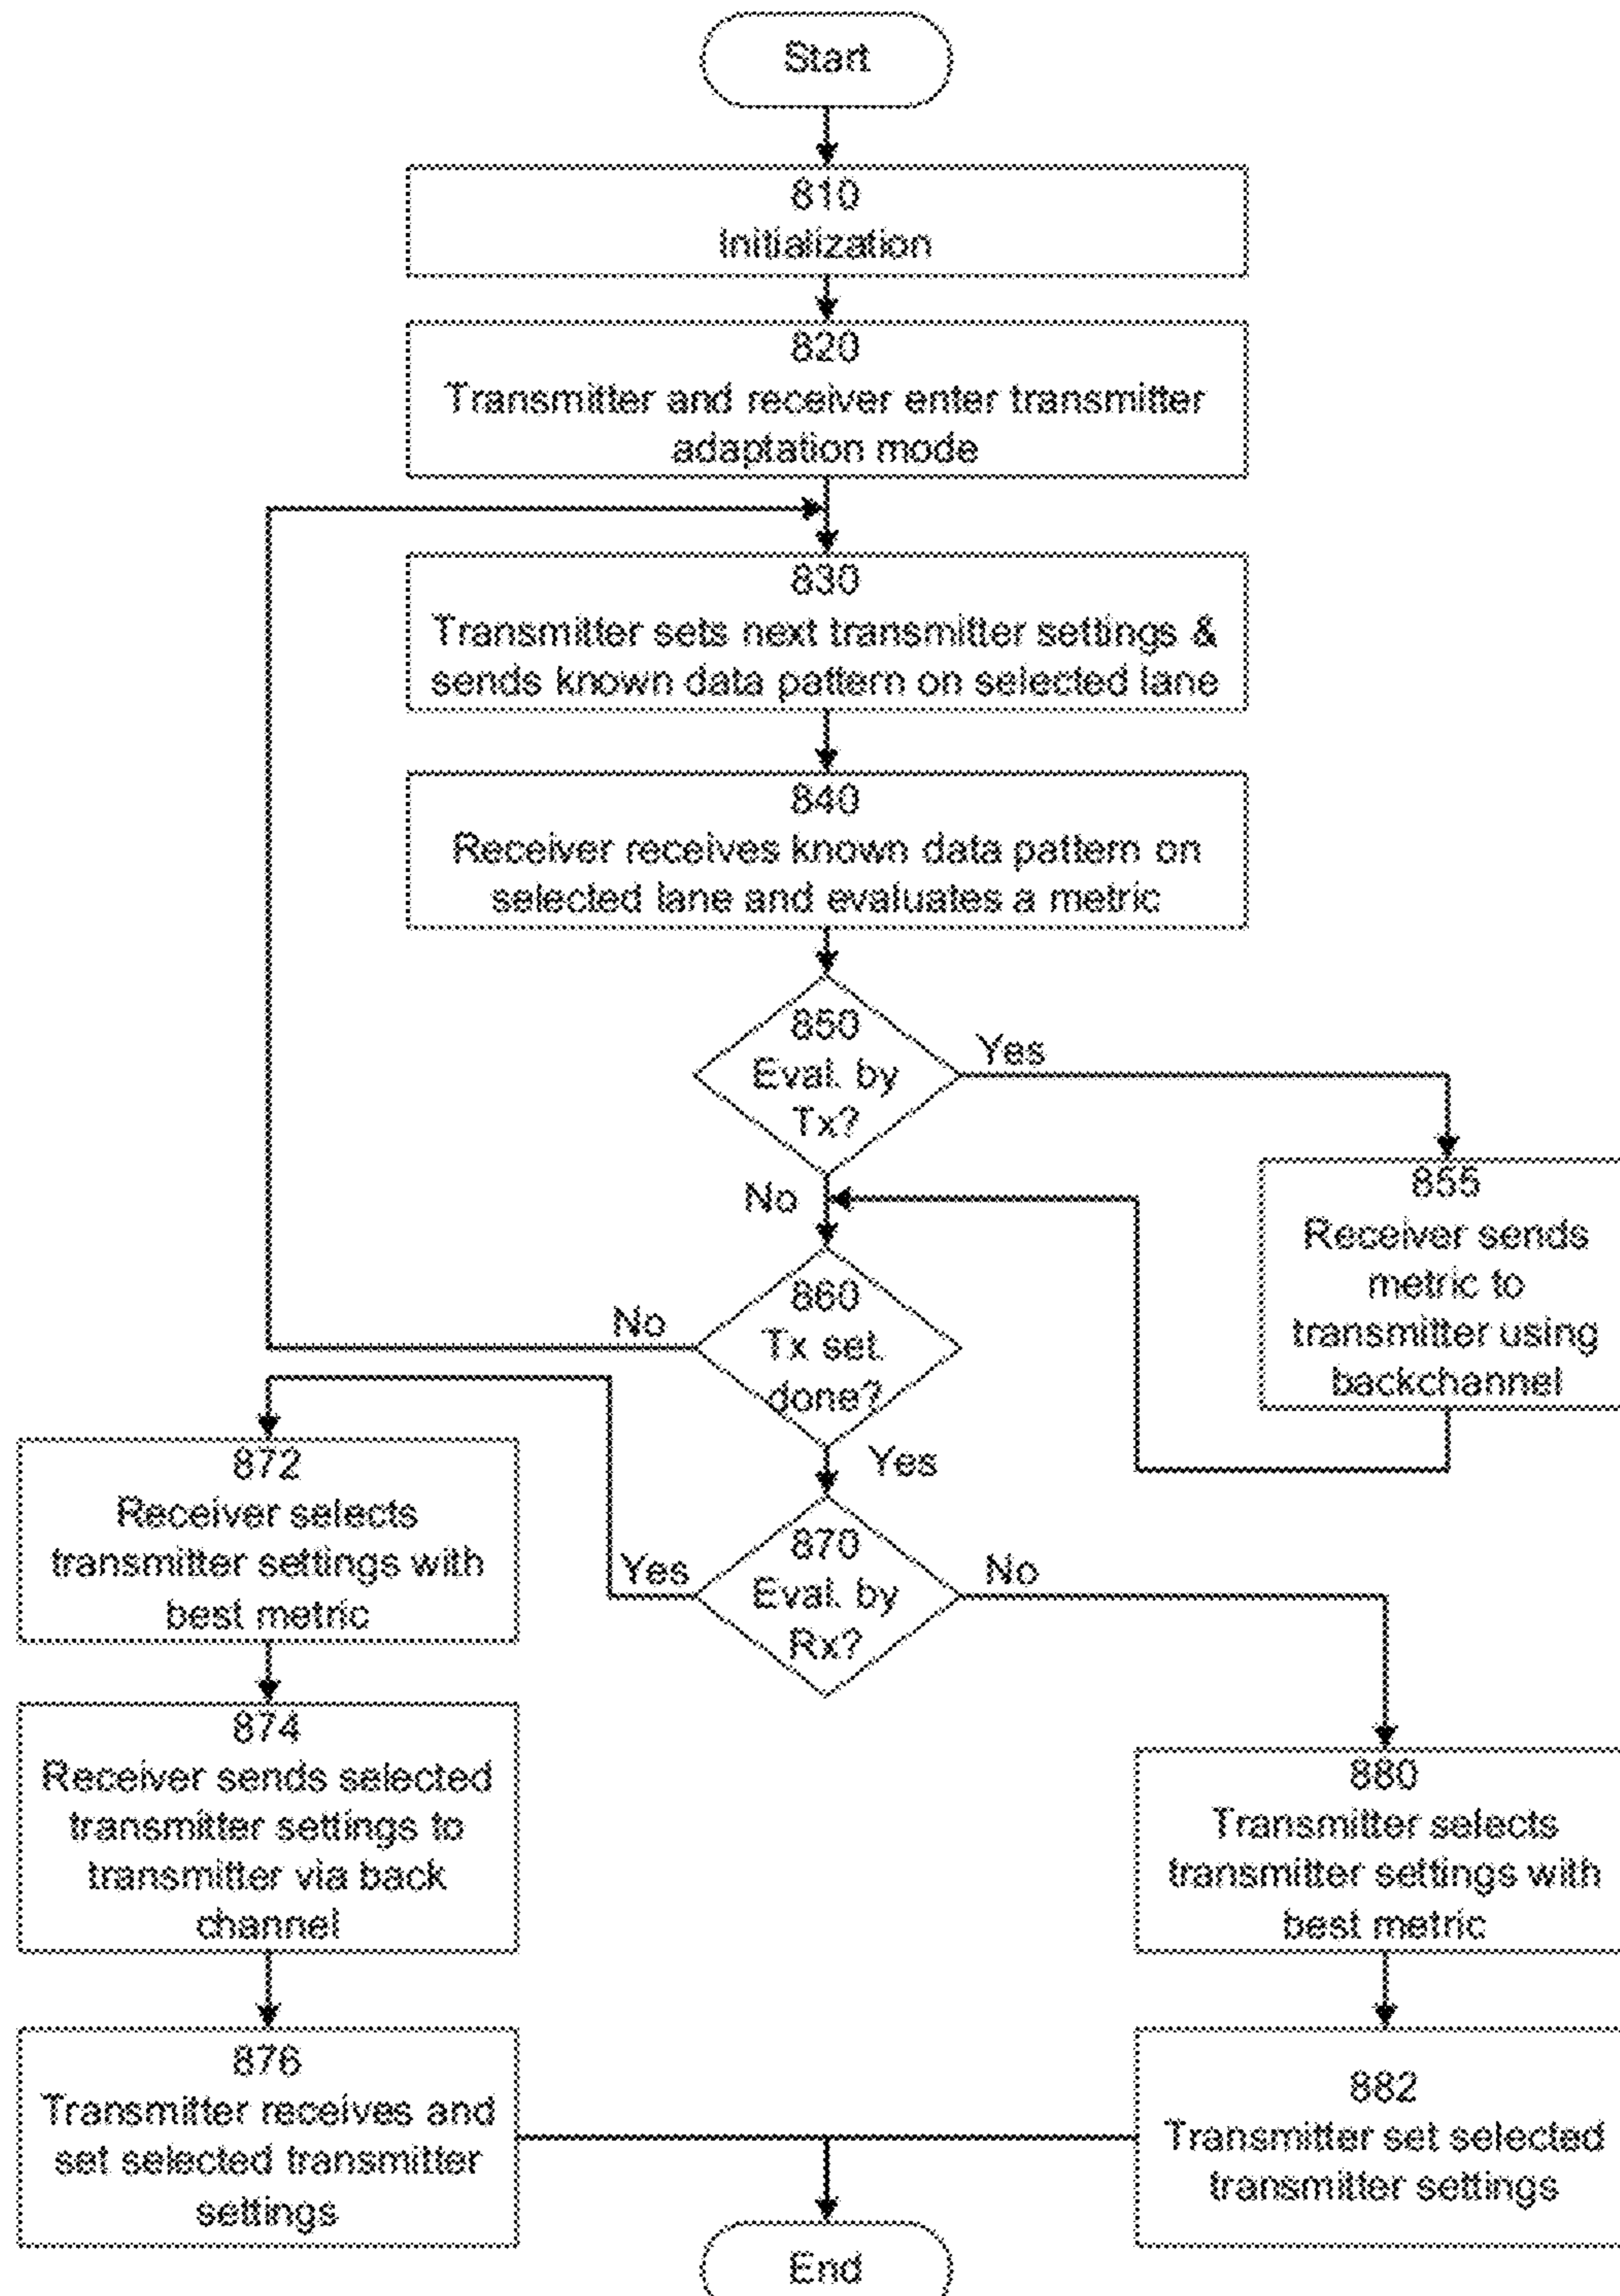 Start
810
Initialization
820
Transmitter and receiver enter transmitter
adaptation mode
830
Transmitter sets next transmitter settings &
sends known data pattern on selected lane
840
Receiver receives known data pattern on
selected lane and evaluates a metric
850
Eval. by
Tx?
Yes
No
855
Receiver sends
metric to
transmitter using
backchannel
860
Tx set.
done?
No
Yes
870
Eval. by
Rx?
Yes
No
872
Receiver selects
transmitter settings with
best metric
874
Receiver sends selected
transmitter settings to
transmitter via back
channel
876
Transmitter receives and
set selected transmitter
settings
880
Transmitter selects
transmitter settings with
best metric
882
Transmitter set selected
transmitter settings
End